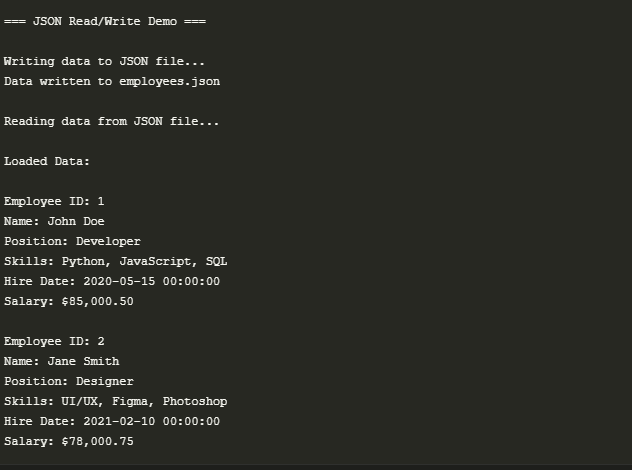 === JSON Read/Write Demo ===
Writing data to JSON file...
Data written to employees.json
Reading data from JSON file...
Loaded Data:
Employee ID: 1
Name: John Doe
Position: Developer
Skills: Python, JavaScript, SQL
Hire Date: 2020-05-15 00:00:00
Salary: $85,000.50
Employee ID: 2
Name: Jane Smith
Position: Designer
Skills: UI/UX, Figma, Photoshop
Hire Date: 2021-02-10 00:00:00
Salary: $78,000.75